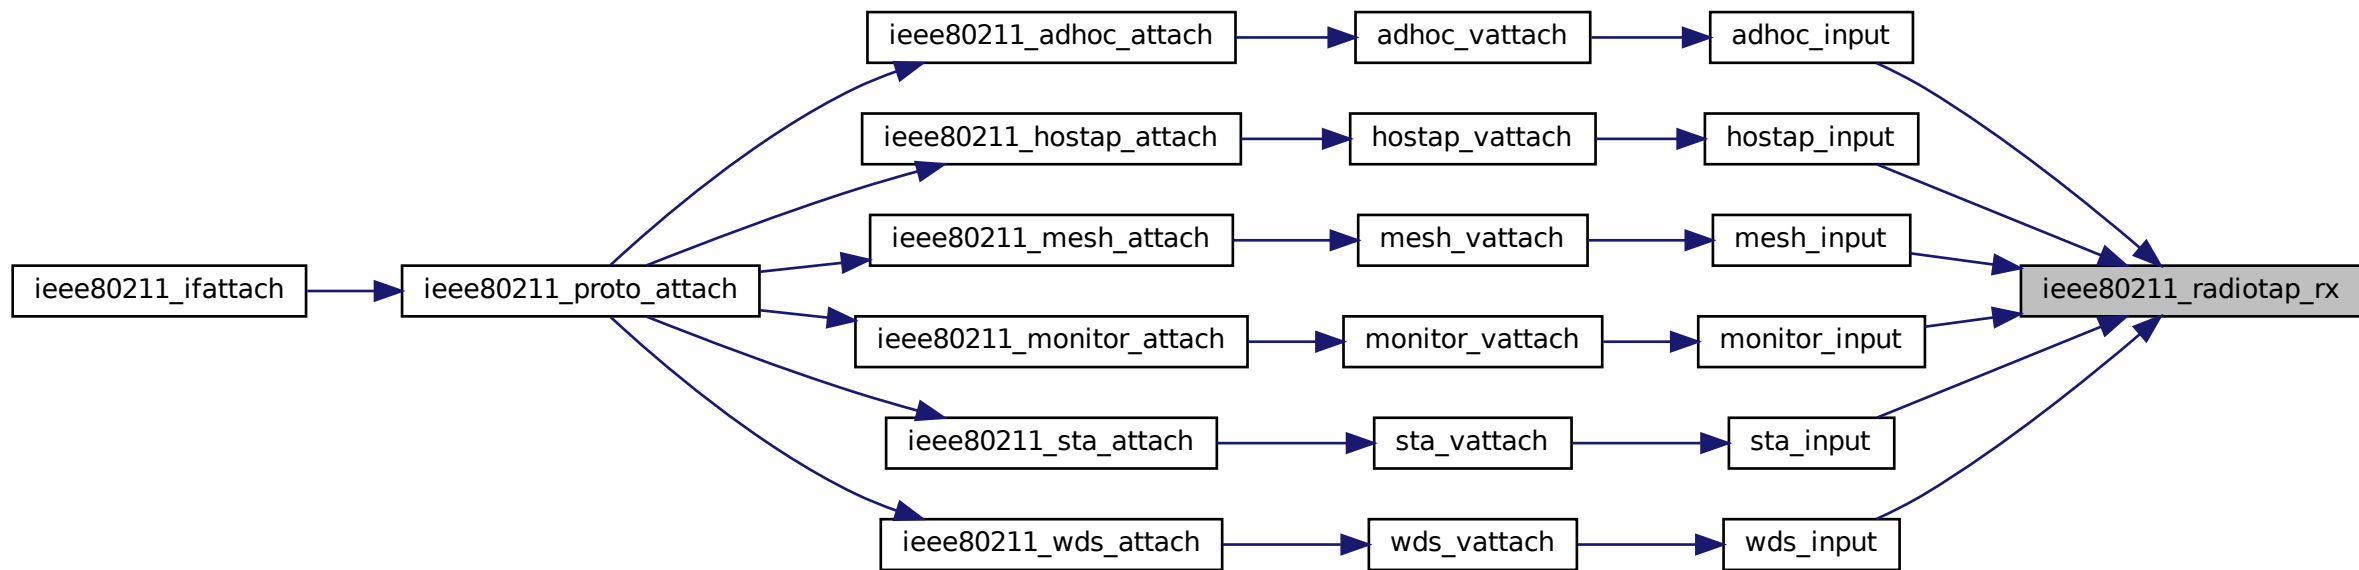 ieee80211_adhoc_attach
adhoc_vattach
adhoc_input
ieee80211_hostap_attach
hostap_vattach
hostap_input
ieee80211_mesh_attach
mesh_vattach
mesh_input
ieee80211_ifattach
ieee80211_proto_attach
ieee80211_radiotap_rx
ieee80211_monitor_attach
monitor_vattach
monitor_input
ieee80211_sta_attach
sta_vattach
sta_input
ieee80211_wds_attach
wds_vattach
wds_input